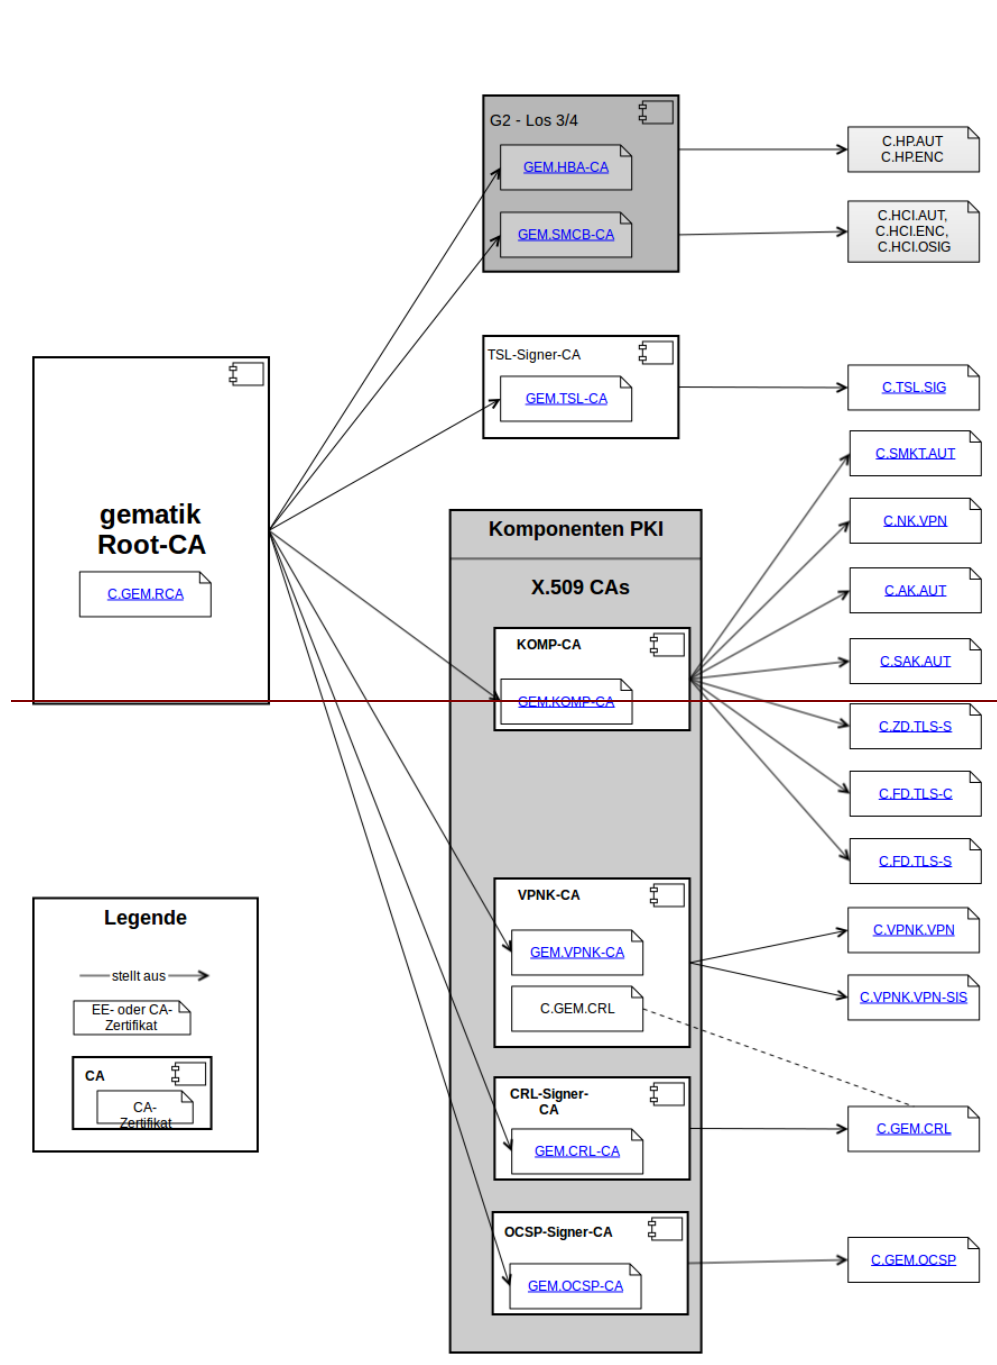 G2 - Los 3/4
GEM.HBA-CA
GEM.SMCB-CA
C.HP.AUT
C.HP.ENC
C.HCI.AUT,
C.HCI.ENC,
C.HCI.OSIG
TSL-Signer-CA
GEM.TSL-CA
C.TSL.SIG
gematik
Root-CA
C.GEM.RCA
Komponenten PKI
X.509 CAs
KOMP-CA
GEM.KOMP-CA
C.SMKT.AUT
C.NK.VPN
C.AK.AUT
C.SAK.AUT
C.ZD.TLS-S
C.FD.TLS-C
C.FD.TLS-S
VPNK-CA
GEM.VPNK-CA
C.GEM.CRL
C.VPNK.VPN
C.VPNK.VPN-SIS
CRL-Signer-
CA
GEM.CRL-CA
C.GEM.CRL
OCSP-Signer-CA
GEM.OCSP-CA
C.GEM.OCSP
Legende
stellt aus
EE- oder CA-
Zertifikat
CA
CA-
Zertifikat